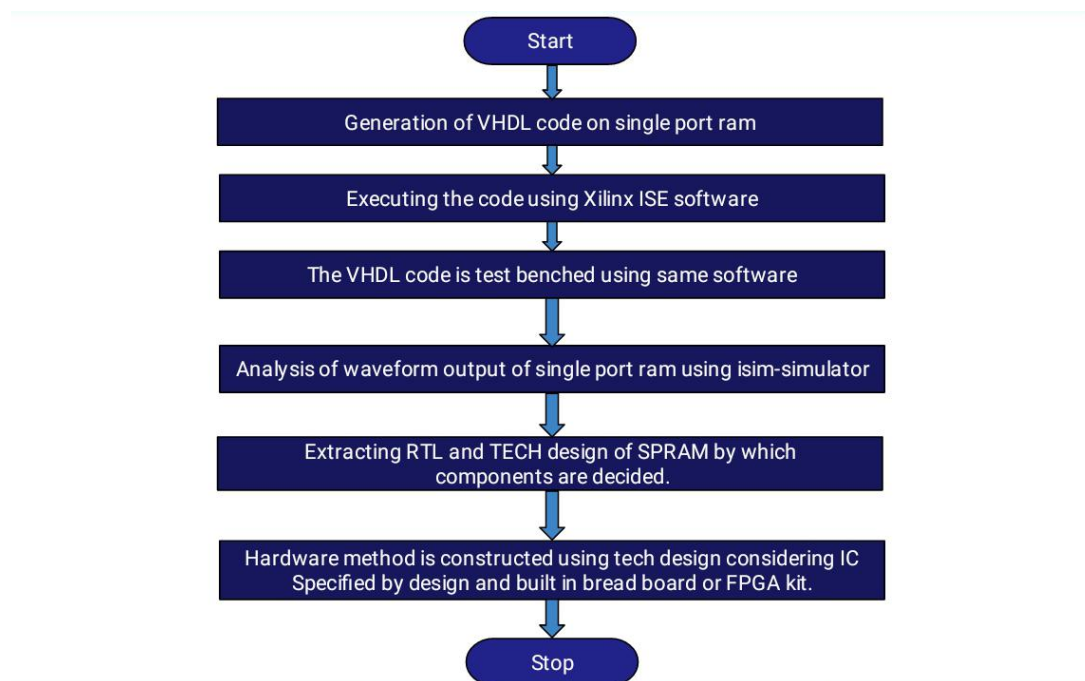 Start
Generation of VHDL code on single port ram
Executing the code using Xilinx ISE software
The VHDL code is test benched using same software
Analysis of waveform output of single port ram using isim-simulator
Extracting RTL and TECH design of SPRAM by which
components are decided.
Hardware method is constructed using tech design considering IC
Specified by design and built in bread board or FPGA kit.
Stop